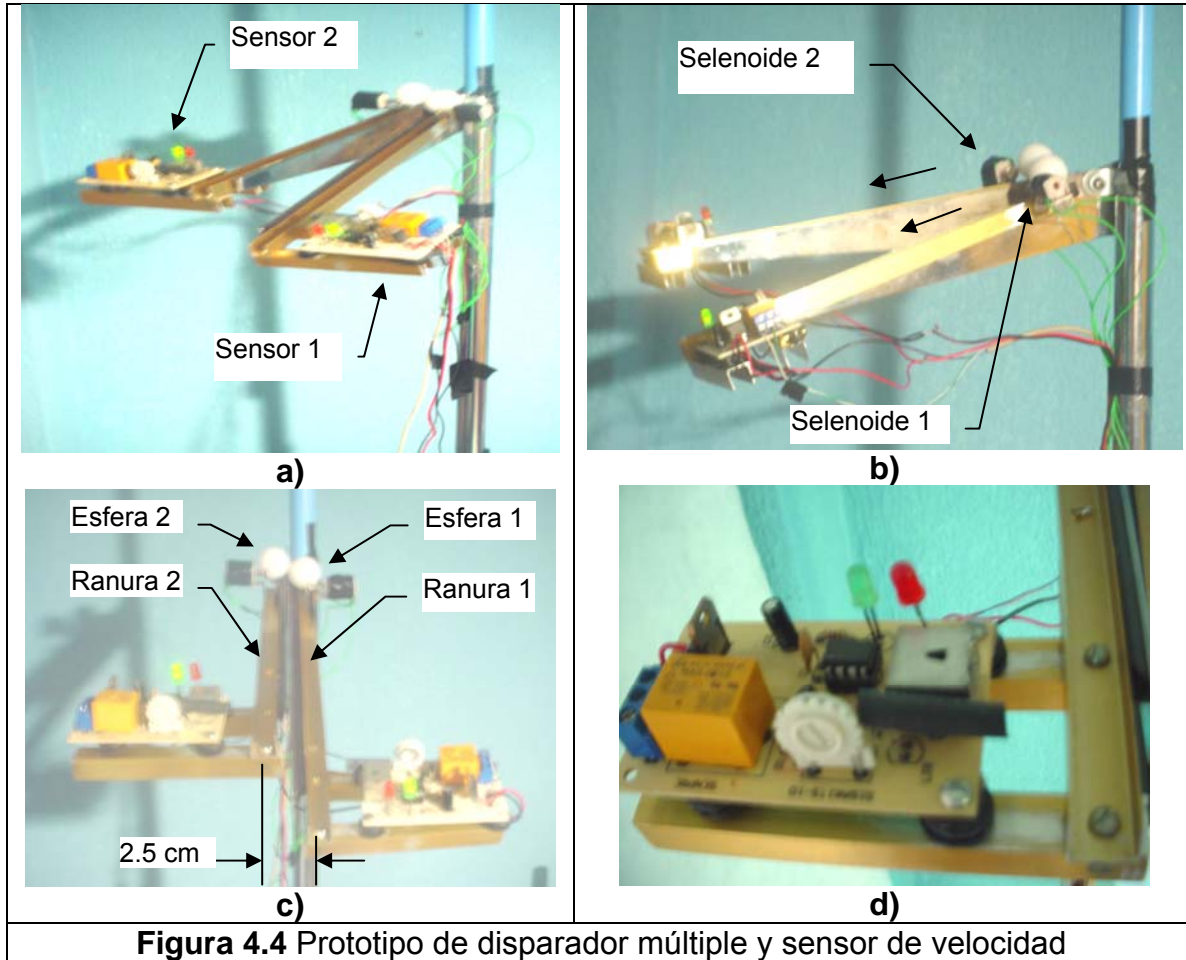 Sensor 2
Sensor 1
a)
Selenoide 2
Selenoide 1
b)
Esfera 2
Esfera 1
Ranura 2
Ranura 1
2.5 cm
c)
d)
Figura 4.4 Prototipo de disparador múltiple y sensor de velocidad